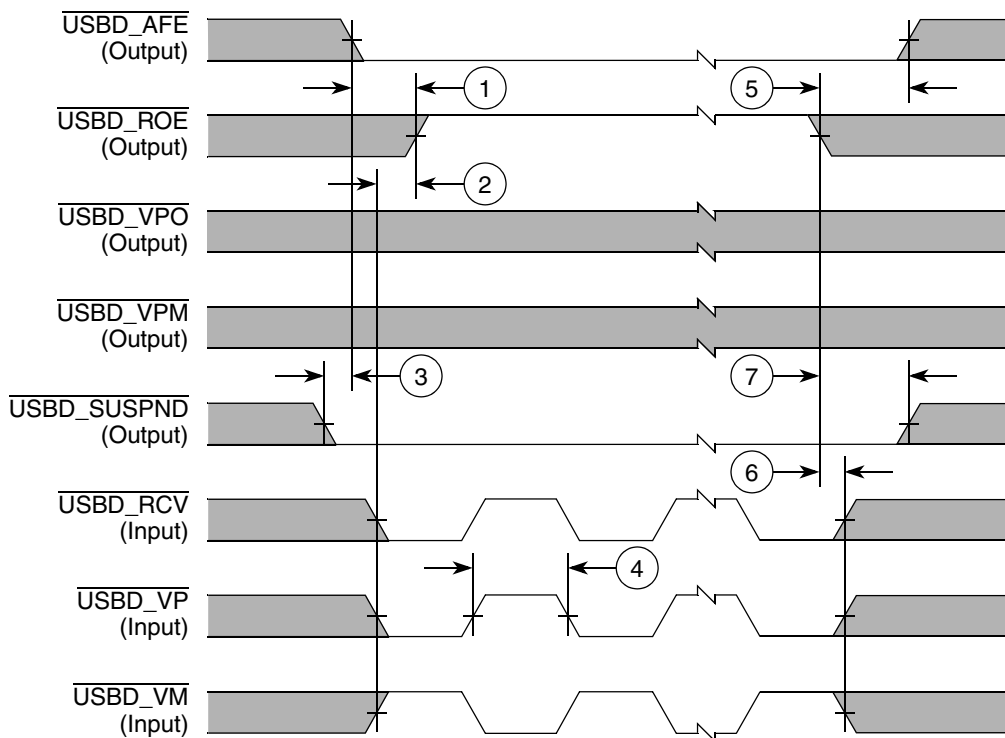 USBD_AFE
(Output)
1
5
USBD_ROE
(Output)
2
USBD_VPO
(Output)
USBD_VPM
(Output)
3
7
USBD_SUSPND
(Output)
6
USBD_RCV
(Input)
4
USBD_VP
(Input)
USBD_VM
(Input)